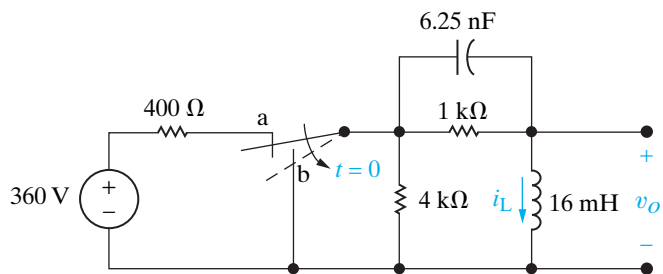 6.25 nF
400 Ω
a
1 kΩ
b
t = 0
+
360 V
+
−
4 kΩ
iL
16 mH
vo
−